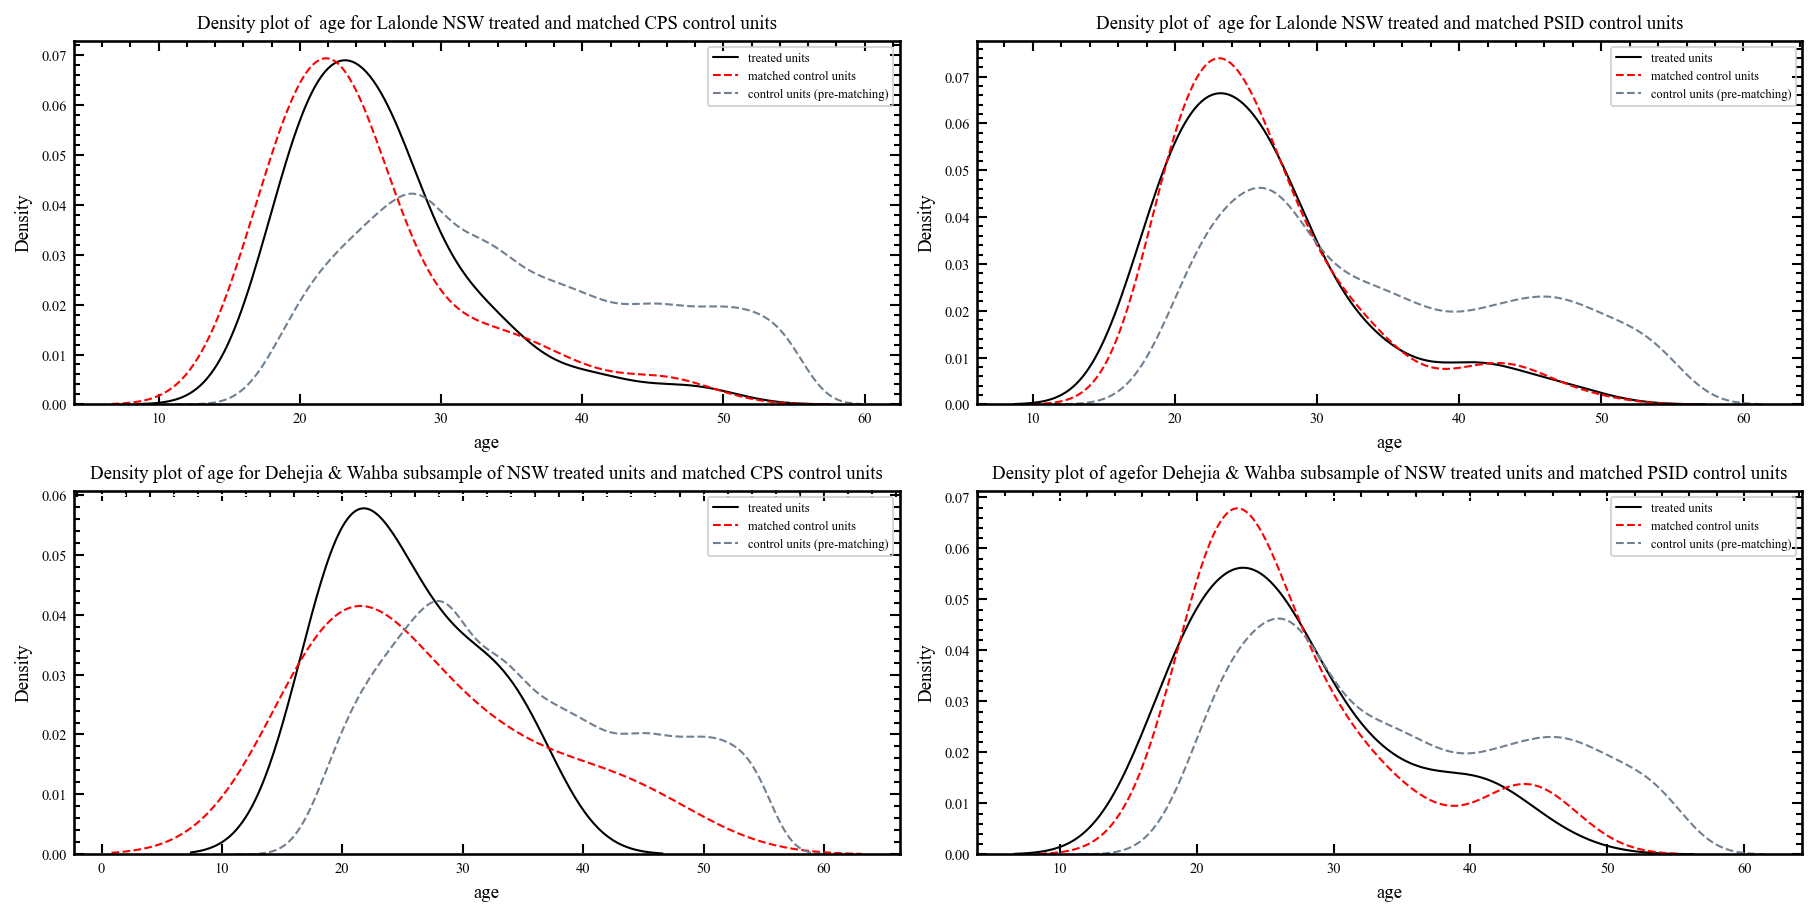 Density plot of  age for Lalonde NSW treated and matched CPS control units
treated units
matched control units
control units (pre-matching)
0.07
0.06
0.05
0.04
0.03
0.02
0.01
0.00
Density
10 20 30 40 50 60
age
Density plot of  age for Lalonde NSW treated and matched PSID control units
treated units
matched control units
control units (pre-matching)
0.07
0.06
0.05
0.04
0.03
0.02
0.01
0.00
Density
10 20 30 40 50 60
age
Density plot of age for Dehejia & Wahba subsample of NSW treated units and matched CPS control units
treated units
matched control units
control units (pre-matching)
0.06
0.05
0.04
0.03
0.02
0.01
0.00
Density
0 10 20 30 40 50 60
age
Density plot of agefor Dehejia & Wahba subsample of NSW treated units and matched PSID control units
treated units
matched control units
control units (pre-matching)
0.07
0.06
0.05
0.04
0.03
0.02
0.01
0.00
Density
10 20 30 40 50 60
age